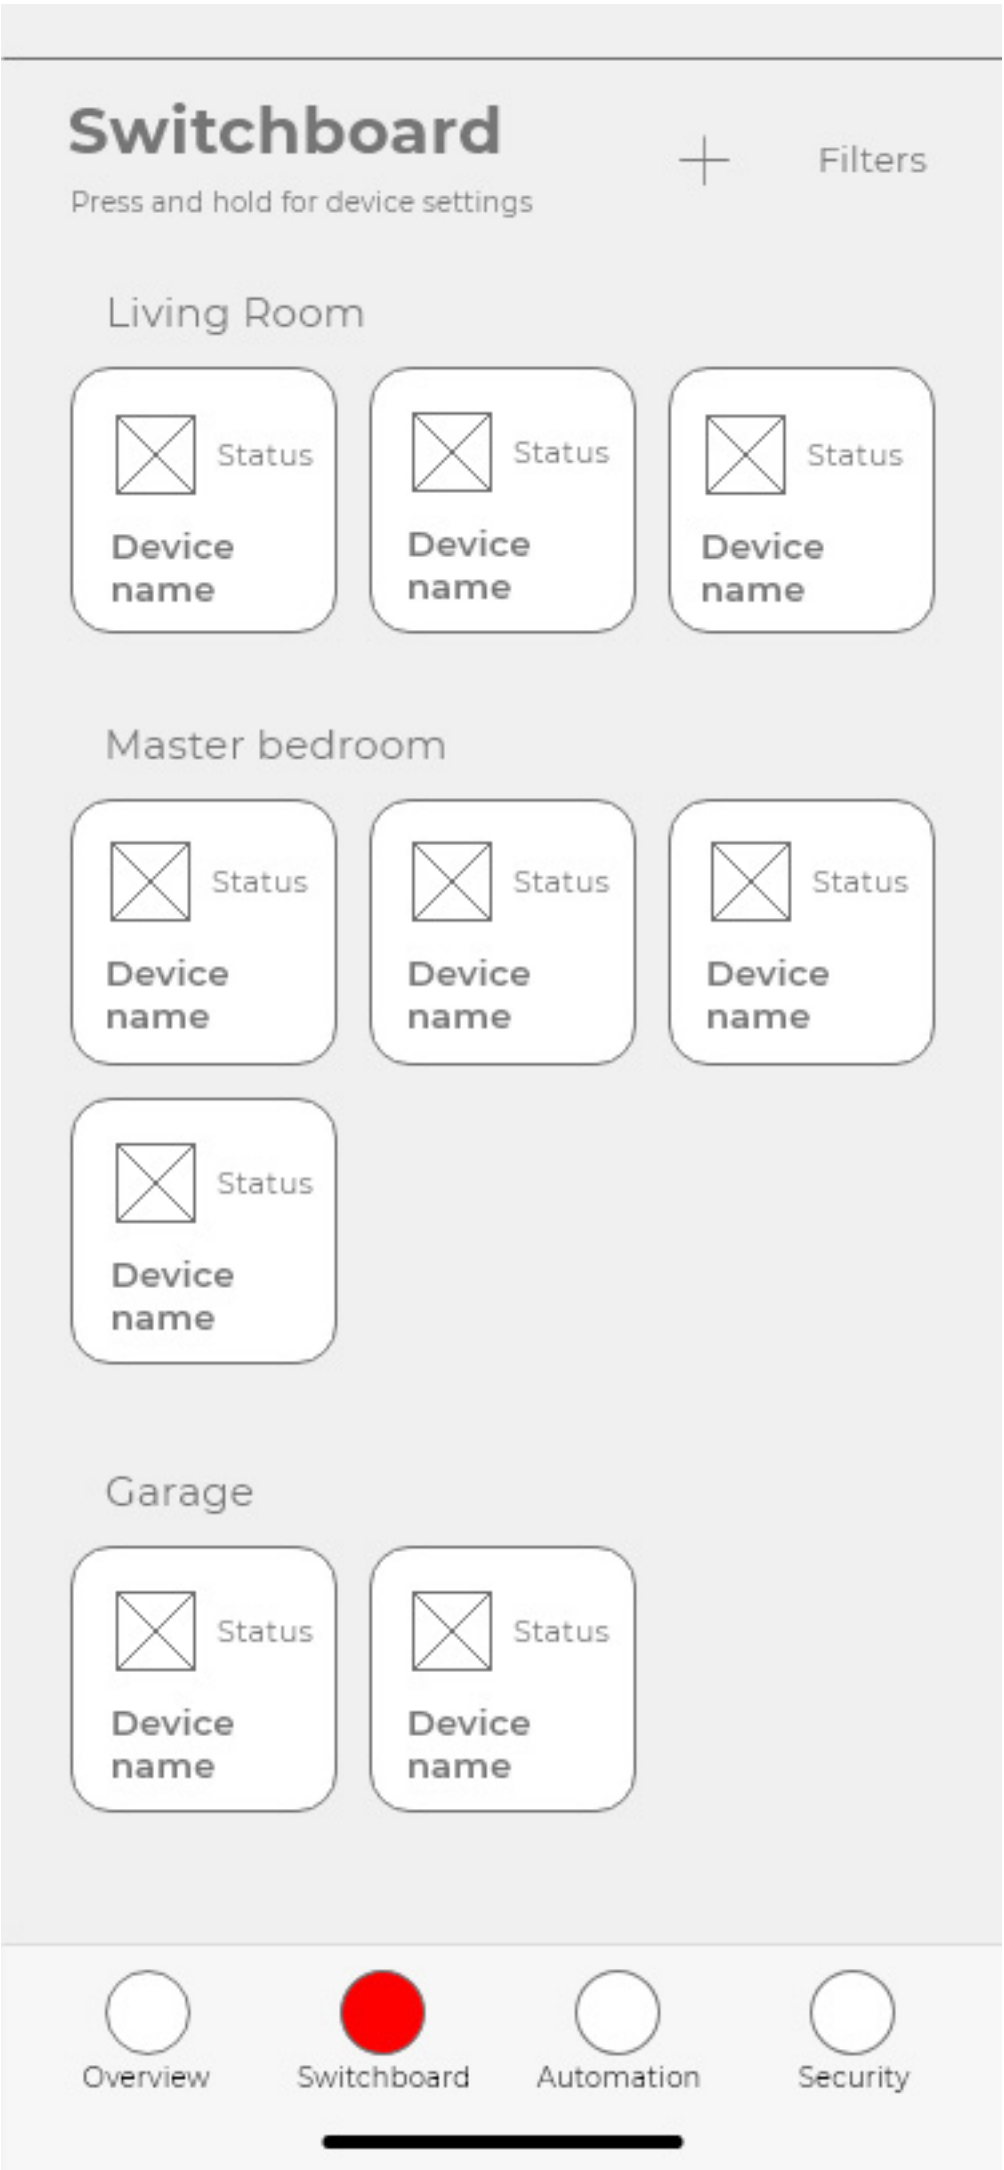 Switchboard
Filters
Press and hold for device settings
Living Room
Status
Device
name
Status
Device
name
Status
Device
name
Master bedroom
Status
Device
name
Status
Device
name
Status
Device
name
Status
Device
name
Garage
Status
Device
name
Status
Device
name
Overview
Switchboard
Automation
Security